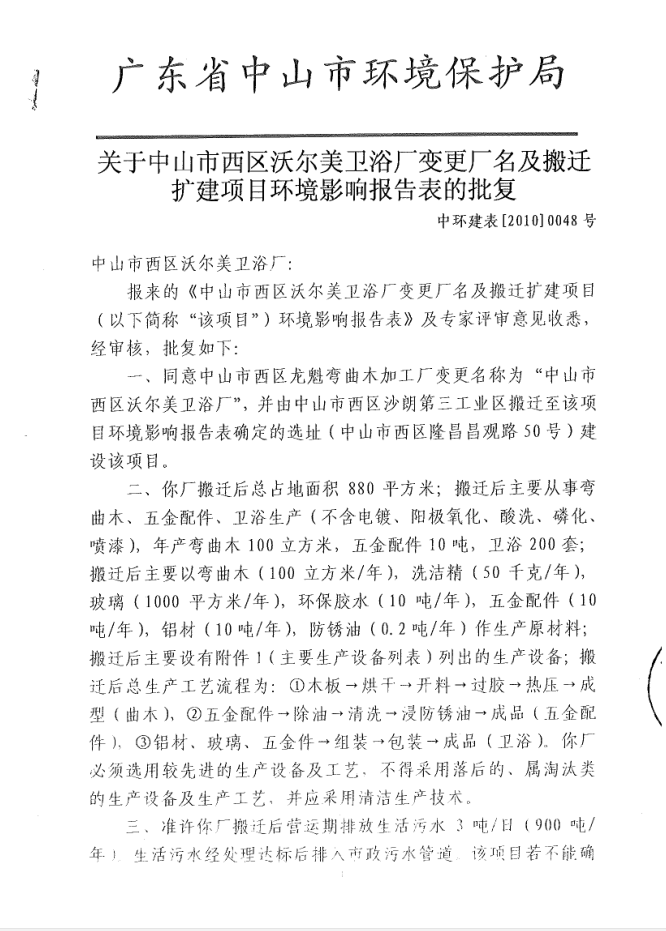 广东省中山市环境保护局
关于中山市西区沃尔美卫浴厂变更厂名及搬迁
扩建项目环境影响报告表的批复
中环建表[2010]0048号
中山市西区沃尔美卫浴厂：
报来的《中山市西区沃尔美卫浴厂变更厂名及搬迁扩建项目
（以下简称“该项目”）环境影响报告表》及专家评审意见收悉，
经审核，批复如下：
一、同意中山市西区龙魁弯曲木加工厂变更名称为“中山市
西区沃尔美卫浴厂”，并由中山市西区沙朗第三工业区搬迁至该项
目环境影响报告表确定的选址（中山市西区隆昌昌观路50号）建
设该项目。
二、你厂搬迁后总占地面积 880 平方米；搬迁后主要从事弯
曲木、五金配件、卫浴生产（不含电镀、阳极氧化、酸洗、磷化、
喷漆），年产弯曲木100立方米，五金配件10吨，卫浴200套；
搬迁后主要以弯曲木（100 立方米/年），洗洁精（50 千克/年），
玻璃（1000 平方米/年），环保胶水（10 吨/年），五金配件（10
吨/年），铝材（10吨/年），防锈油（0.2吨/年）作生产原材料；
搬迁后主要设有附件1（主要生产设备列表）列出的生产设备；搬
迁后总生产工艺流程为：①木板→烘干→开料→过胶→热压→成
型（曲木），②五金配件→除油→清洗→浸防锈油→成品（五金配
件），③铝材、玻璃、五金件→组装→包装→成品（卫浴）。你厂
必须选用较先进的生产设备及工艺，不得采用落后的、属淘汰类
的生产设备及生产工艺，并应采用清洁生产技术。
三、准许你厂搬迁后营运期排放生活污水 3 吨/日（900 吨/
年），生活污水经处理达标后排入市政污水管道。该项目若不能确